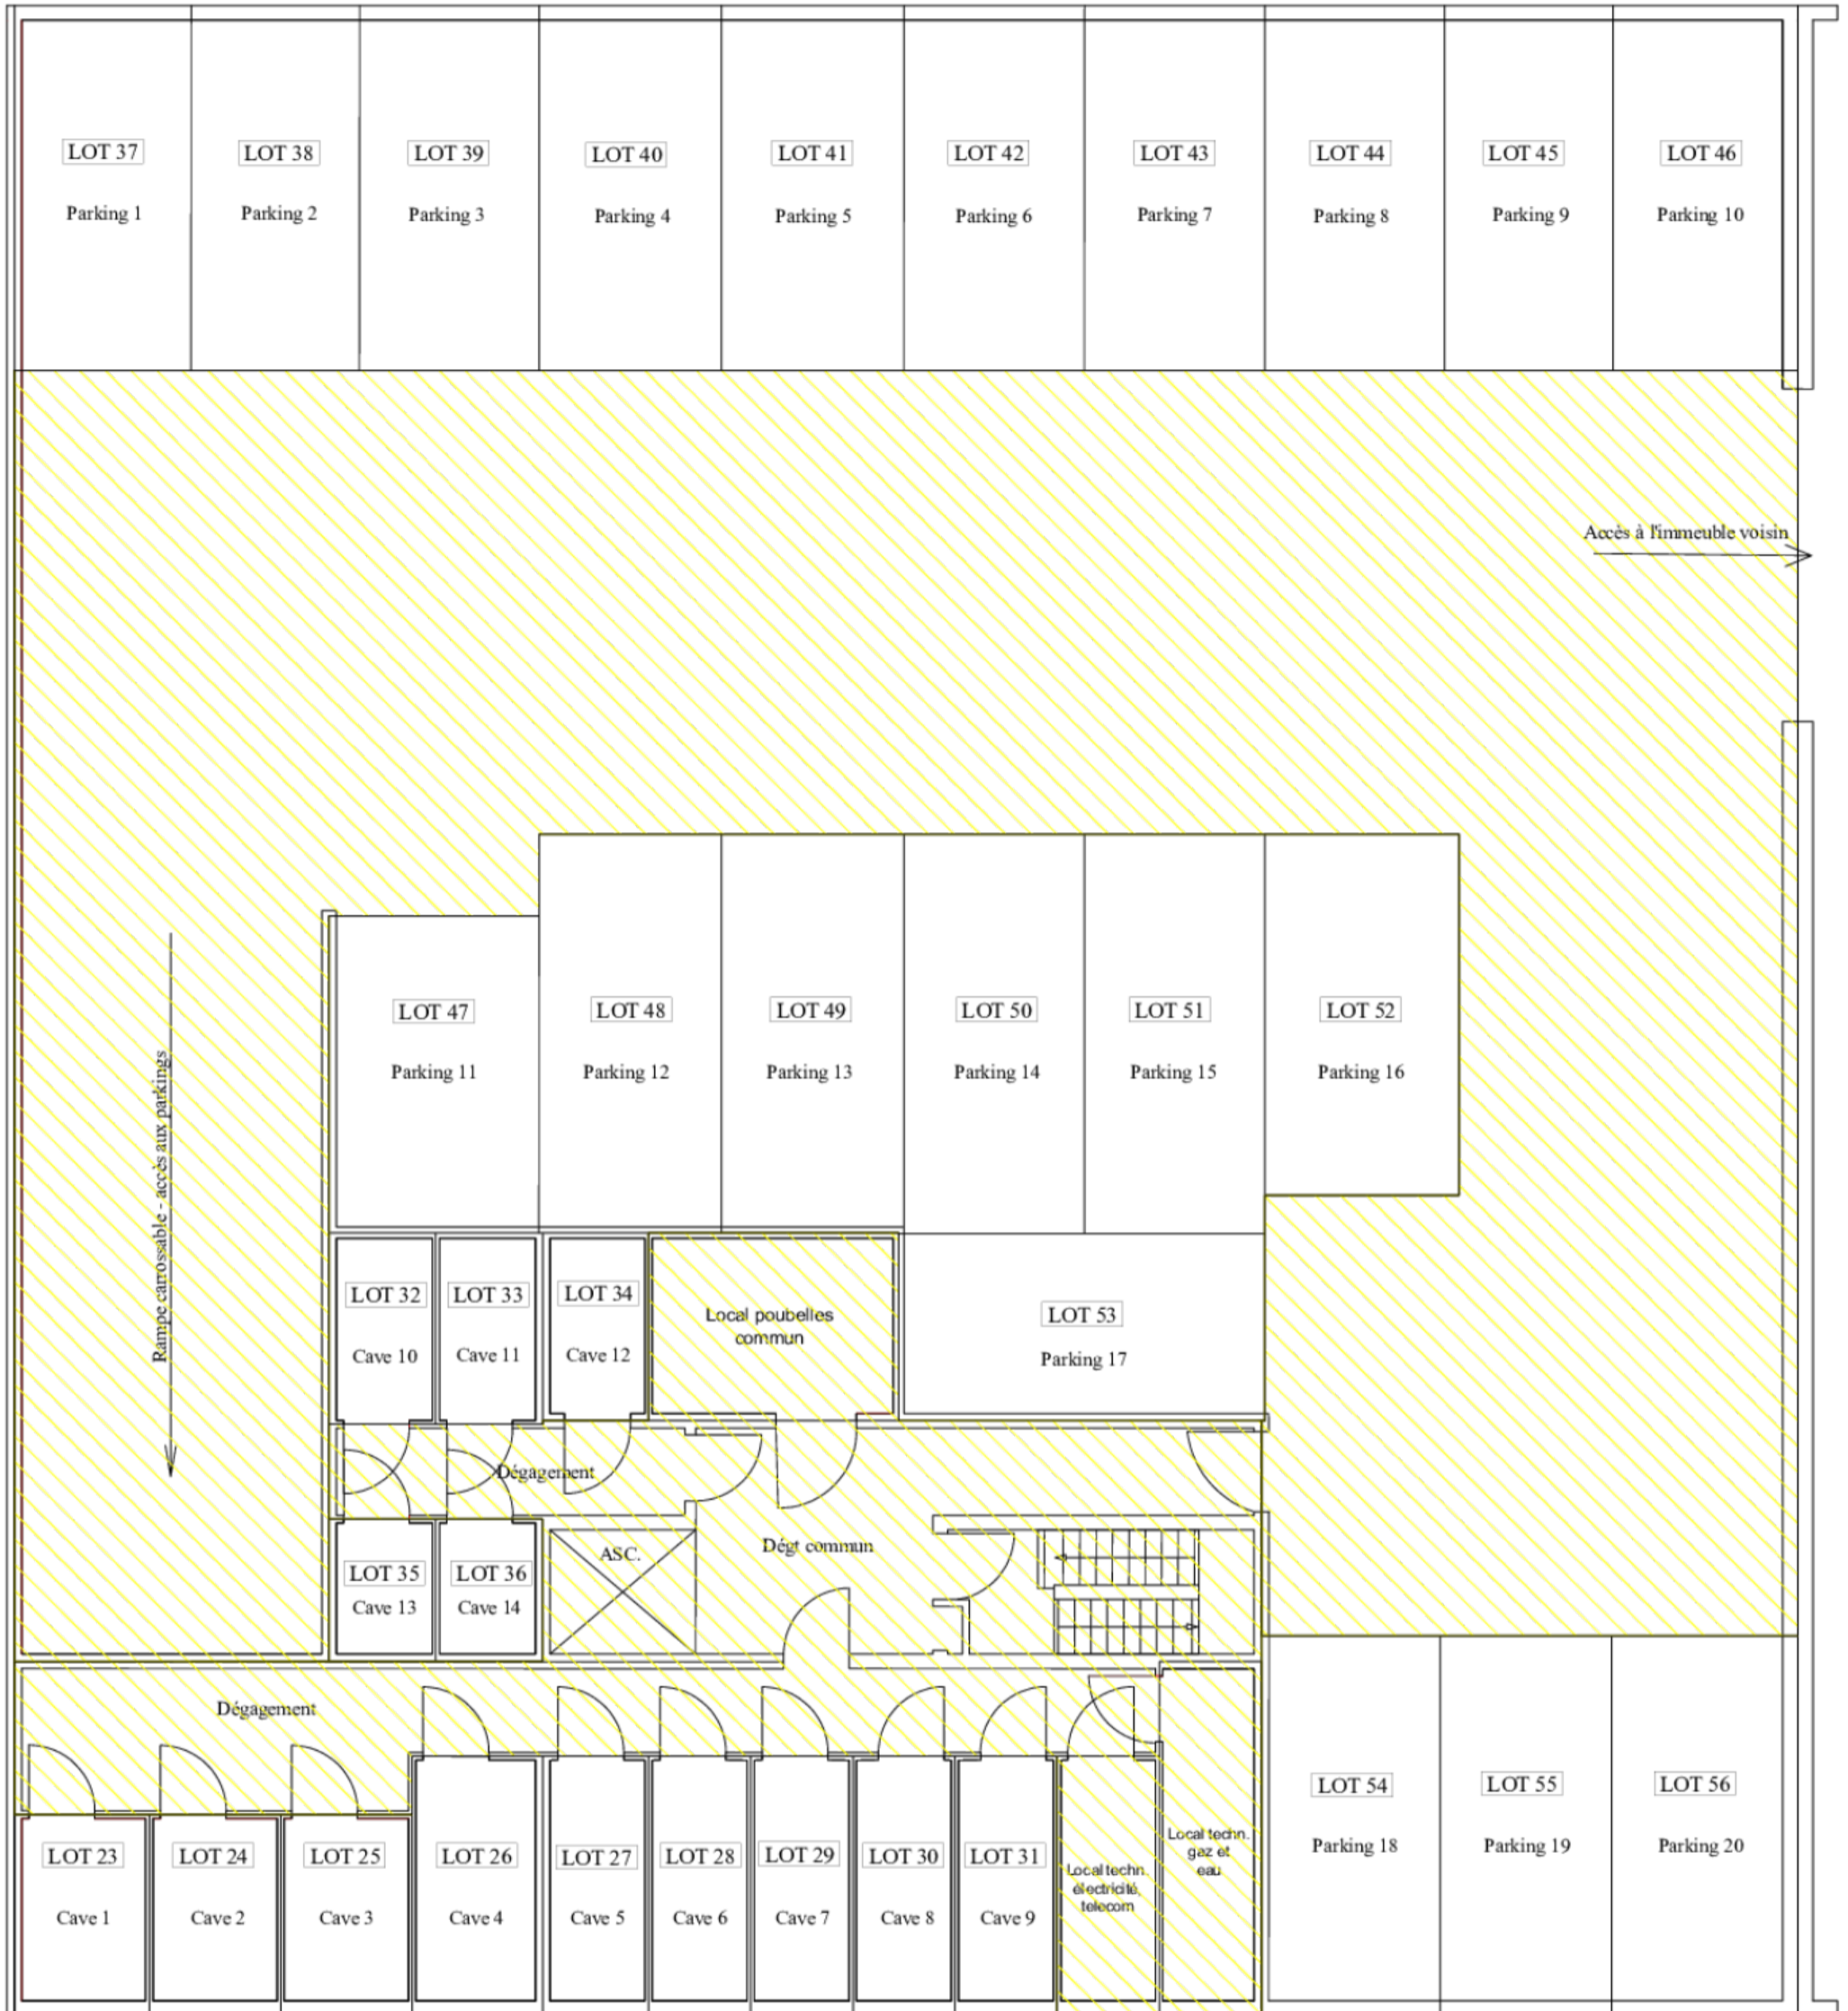 LOT 37
LOT 38
LOT 39
LOT 40
LOT 41
LOT 42
LOT 43
LOT 44
LOT 45
LOT 46
Parking 1
Parking 2
Parking 3
Parking 4
Parking 5
Parking 6
Parking 7
Parking 8
Parking 9
Parking 10
Accès à l'immeuble voisin
Rampe carrossable - accès aux parkings
LOT 47
LOT 48
LOT 49
LOT 50
LOT 51
LOT 52
Parking 11
Parking 12
Parking 13
Parking 14
Parking 15
Parking 16
LOT 32
LOT 33
LOT 34
Cave 10
Cave 11
Cave 12
Local poubelles
commun
LOT 53
Parking 17
Dégagement
ASC.
Dégt commun
LOT 35
LOT 36
Cave 13
Cave 14
Dégagement
LOT 23
LOT 24
LOT 25
LOT 26
LOT 27
LOT 28
LOT 29
LOT 30
LOT 31
Cave 1
Cave 2
Cave 3
Cave 4
Cave 5
Cave 6
Cave 7
Cave 8
Cave 9
Local techn.
électricité,
telecom
Local techn.
gaz et
eau
LOT 54
LOT 55
LOT 56
Parking 18
Parking 19
Parking 20